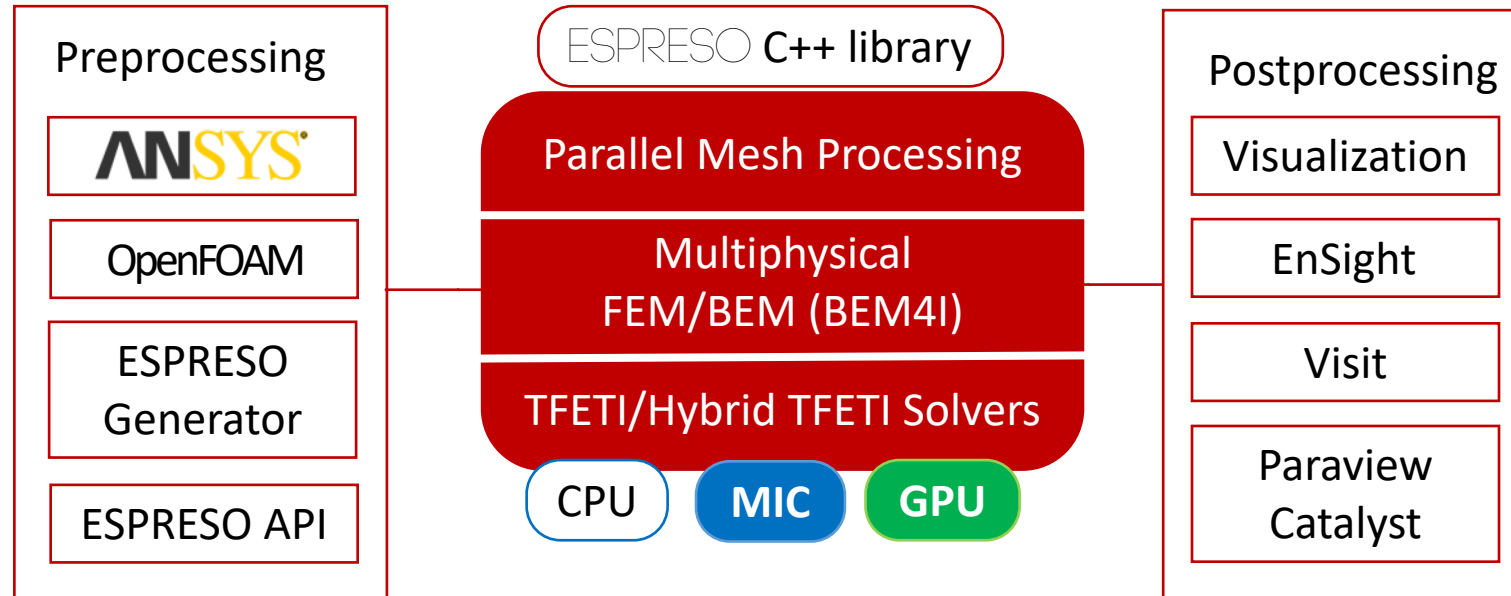 Preprocessing
ANSYS
OpenFOAM
ESPRESO
Generator
ESPRESO API
ESPRESO C++ library
Parallel Mesh Processing
Multiphysical
FEM/BEM (BEM4I)
TFETI/Hybrid TFETI Solvers
CPU
MIC
GPU
Postprocessing
Visualization
EnSight
Visit
Paraview
Catalyst